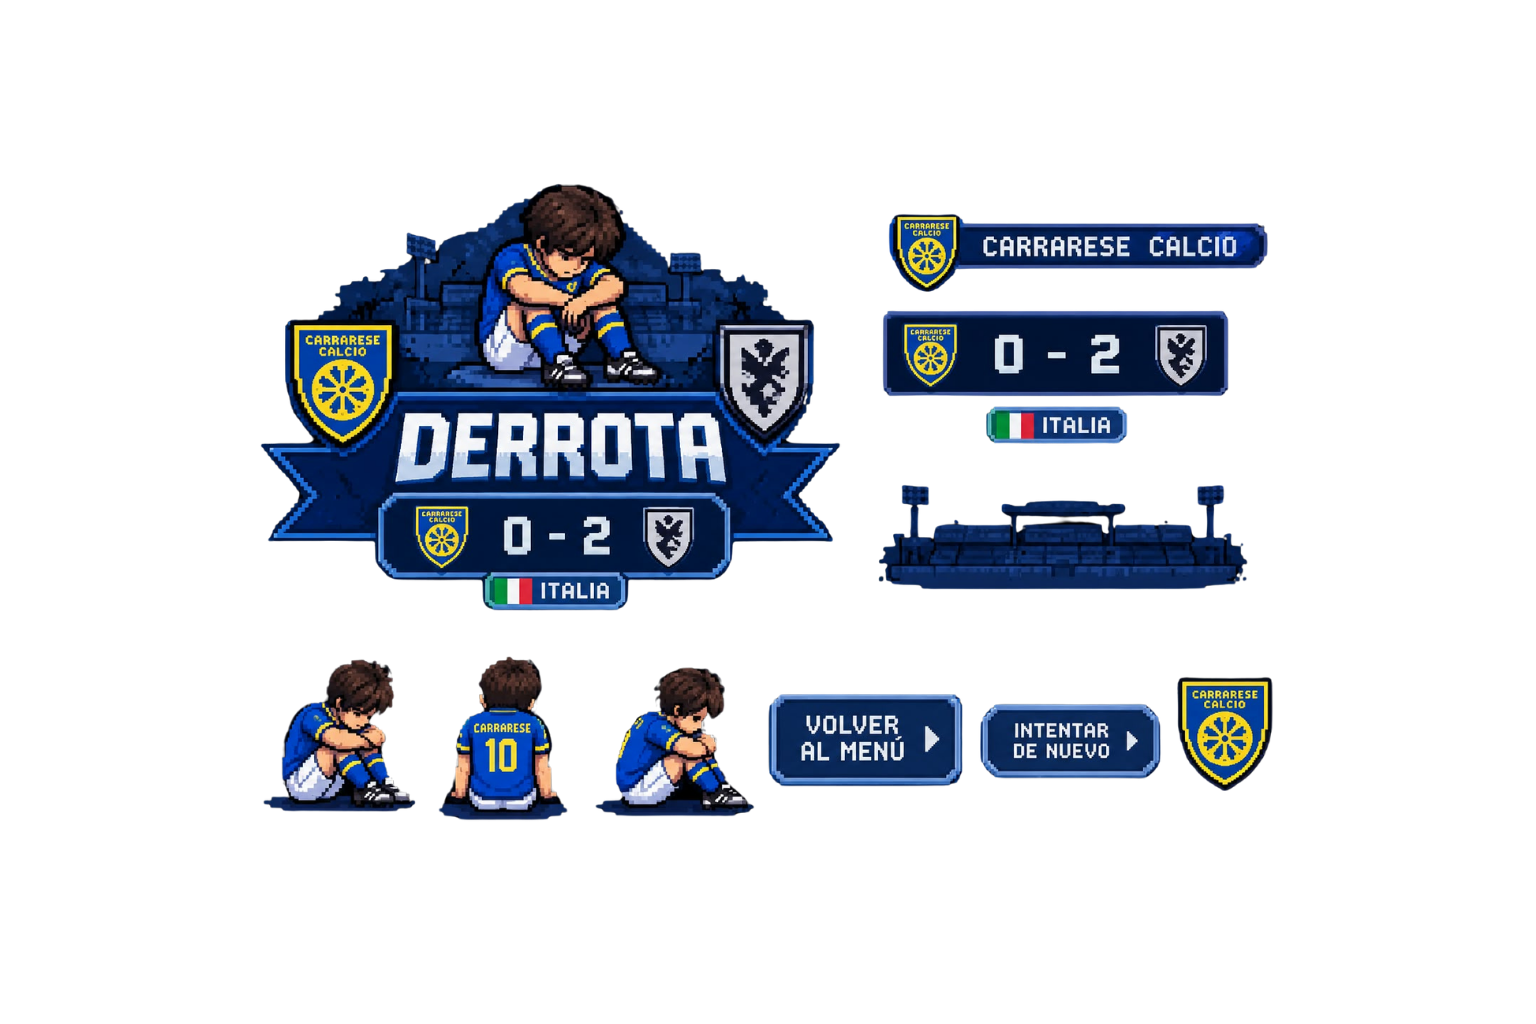 CARRARESE
CALCIO
DERROTA
CARRARESE
CALCIO
0 - 2
ITALIA
CARRARESE
CALCIO
CARRARESE CALCIO
CARRARESE
CALCIO
0 - 2
ITALIA
CARRARESE
10
VOLVER
AL MENÚ
INTENTAR
DE NUEVO
CARRARESE
CALCIO